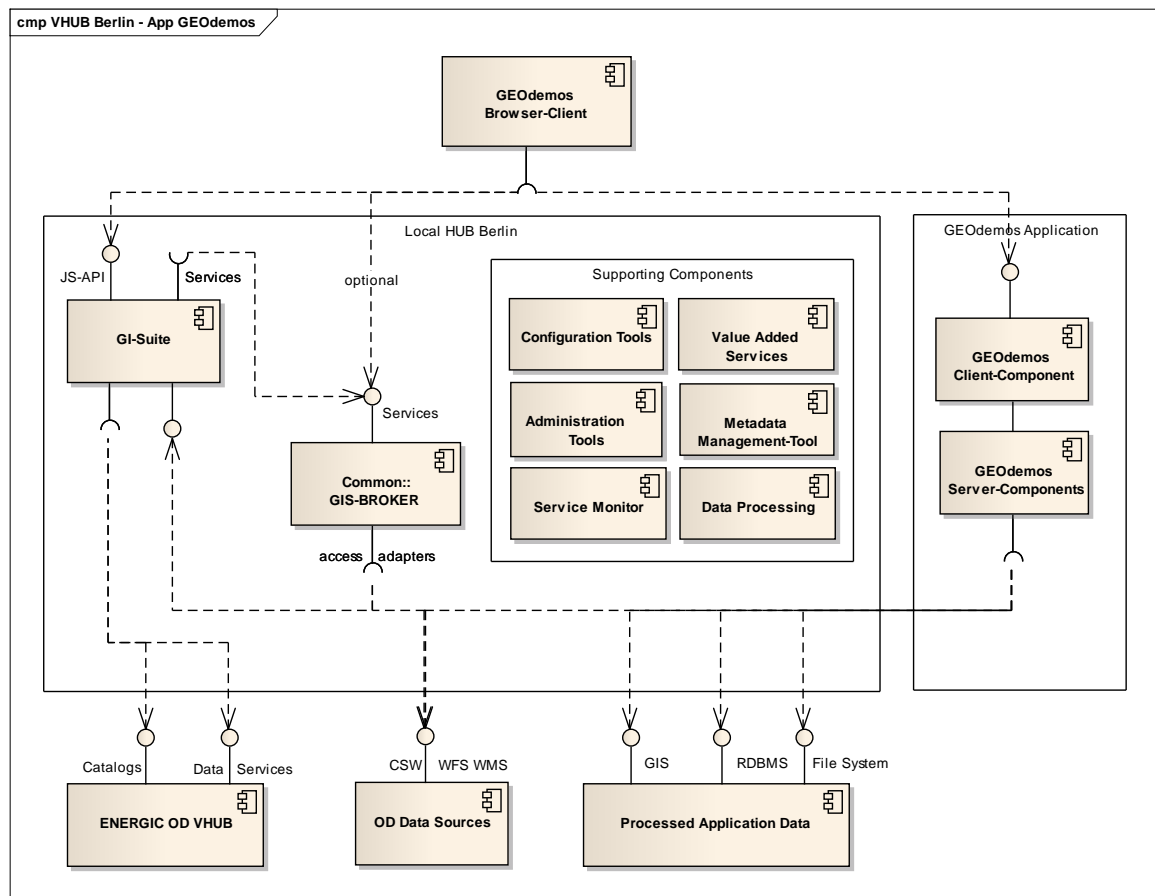 cmp VHUB Berlin - App GEOdemos
GEOdemos
Browser-Client
Local HUB Berlin
GEOdemos Application
JS-API
Services
optional
Supporting Components
GI-Suite
Configuration Tools
Value Added
Services
GEOdemos
Client-Component
Services
Administration
Tools
Metadata
Management-Tool
Common::
GIS-BROKER
GEOdemos
Server-Components
Service Monitor
Data Processing
access adapters
Catalogs
Data Services
CSW WFS WMS
GIS
RDBMS
File System
ENERGIC OD VHUB
OD Data Sources
Processed Application Data